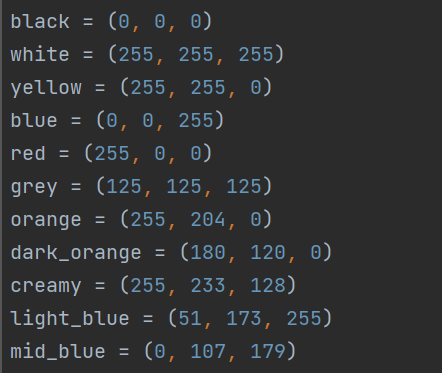 black = (0, 0, 0)
white = (255, 255, 255)
yellow = (255, 255, 0)
blue = (0, 0, 255)
red = (255, 0, 0)
grey = (125, 125, 125)
orange = (255, 204, 0)
dark_orange = (180, 120, 0)
creamy = (255, 233, 128)
light_blue = (51, 173, 255)
mid_blue = (0, 107, 179)